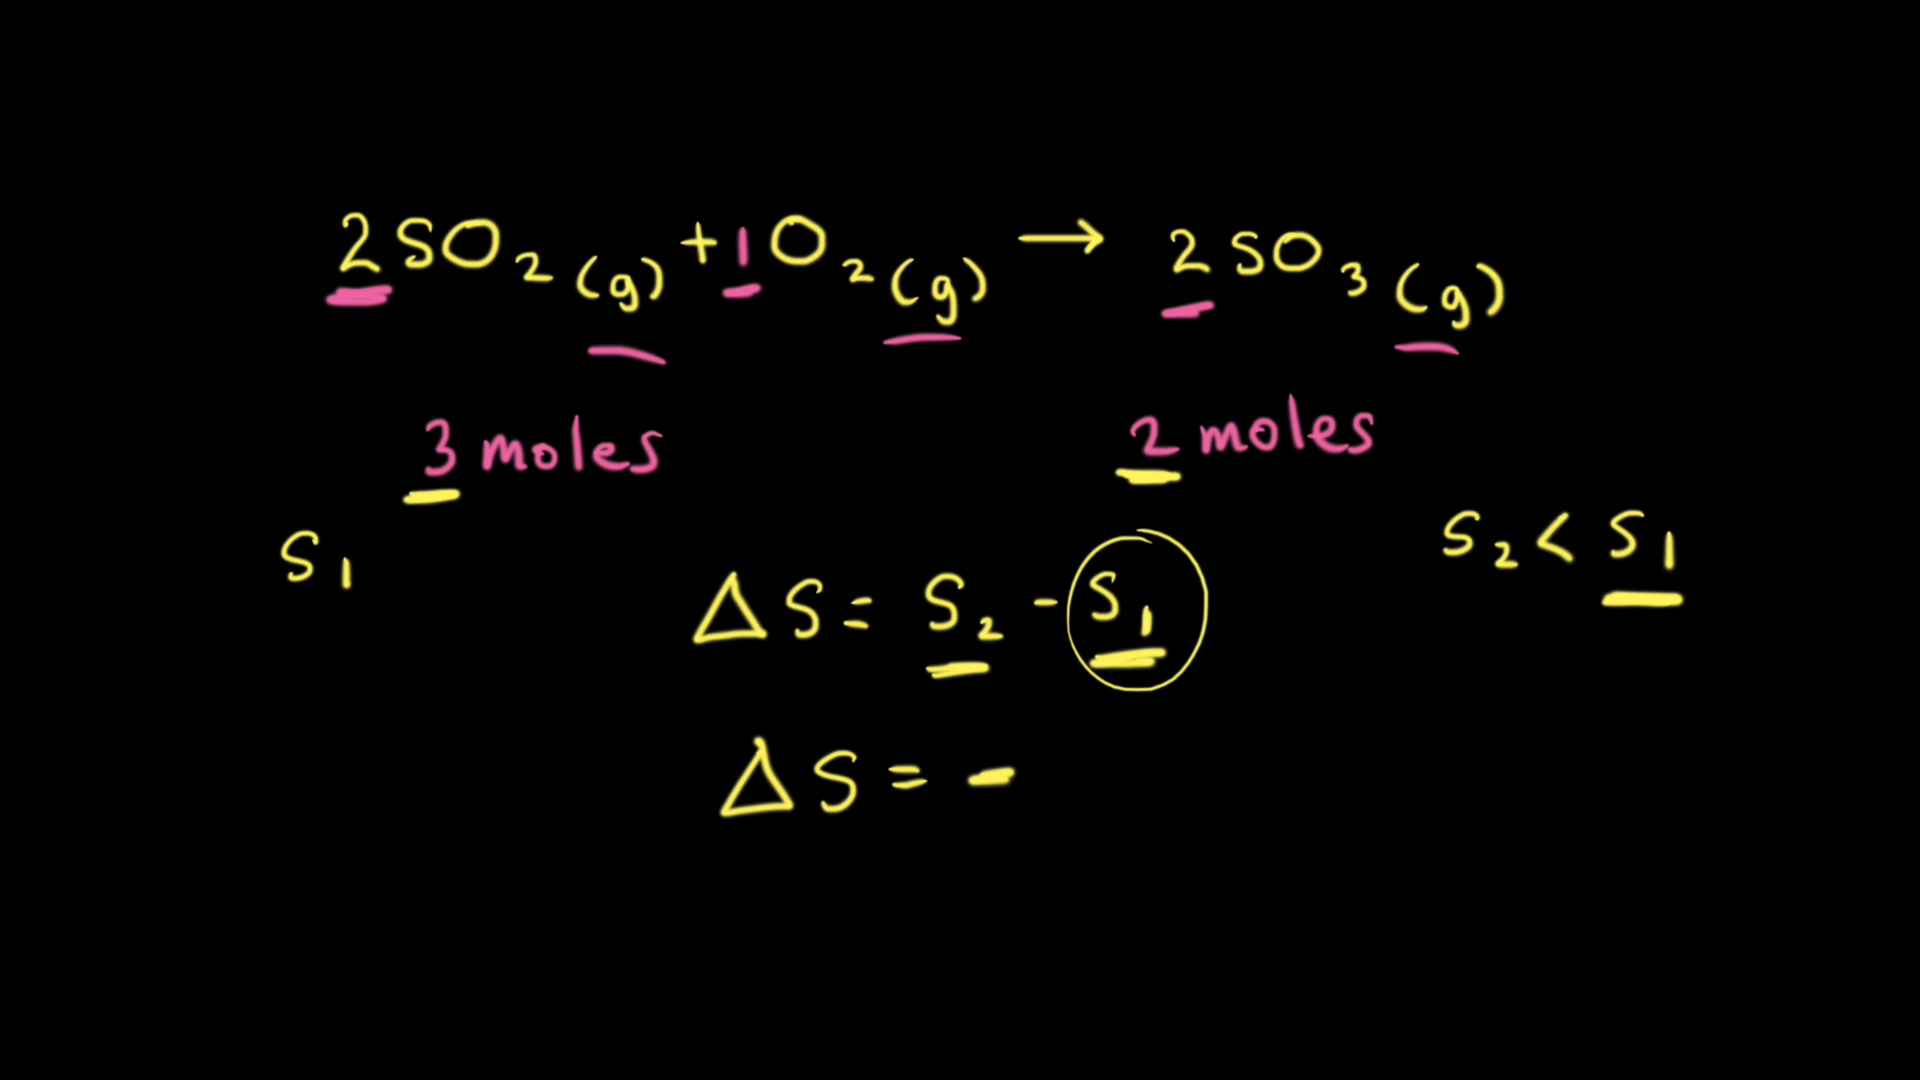 2SO₂(g) + 1O₂(g) → 2SO₃(g)
3 moles 2 moles
S₁ S₂ < S₁
ΔS = S₂ - S₁
ΔS = -